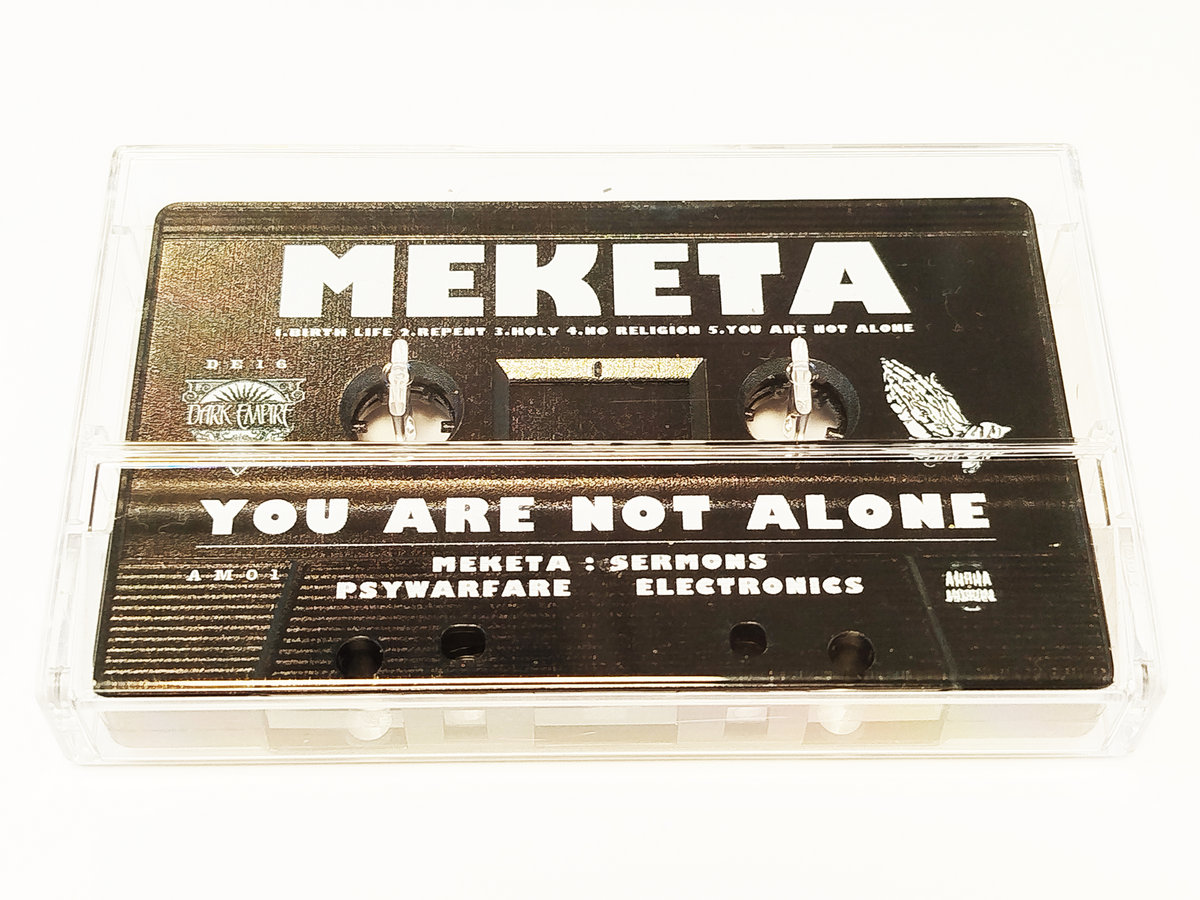 MEKETA
1.BIRTH LIFE 2.REPENT 3.HOLY 4.NO RELIGION 5.YOU ARE NOT ALONE
DE16
DARK EMPIRE
YOU ARE NOT ALONE
MEKETA : SERMONS
AM01
PSYWARFARE ELECTRONICS